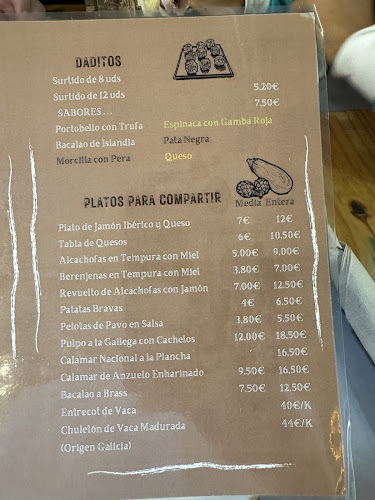 DADITOS
Surtido de 8 uds 5.20€
Surtido de 12 uds 7.50€
SABORES...
Portobello con Trufa Espinaca con Gamba Roja
Bacalao de Islandia Pata Negra
Morcilla con Pera Queso
PLATOS PARA COMPARTIR Media Entera
Plato de Jamón Ibérico y Queso 7€ 12€
Tabla de Quesos 6€ 10.50€
Alcachofas en Tempura con Miel 5.00€ 9.00€
Berenjenas en Tempura con Miel 3.80€ 7.00€
Revuelto de Alcachofas con Jamón 7.00€ 12.50€
Patatas Bravas 4€ 6.50€
Pelotas de Pavo en Salsa 3.80€ 5.50€
Pulpo a la Gallega con Cachelos 12.00€ 18.50€
Calamar Nacional a la Plancha 16.50€
Calamar de Anzuelo Enharinado 9.50€ 16.50€
Bacalao a Brass 7.50€ 12.50€
Entrecot de Vaca 40€/K
Chuletón de Vaca Madurada 44€/K
(Origen Galicia)